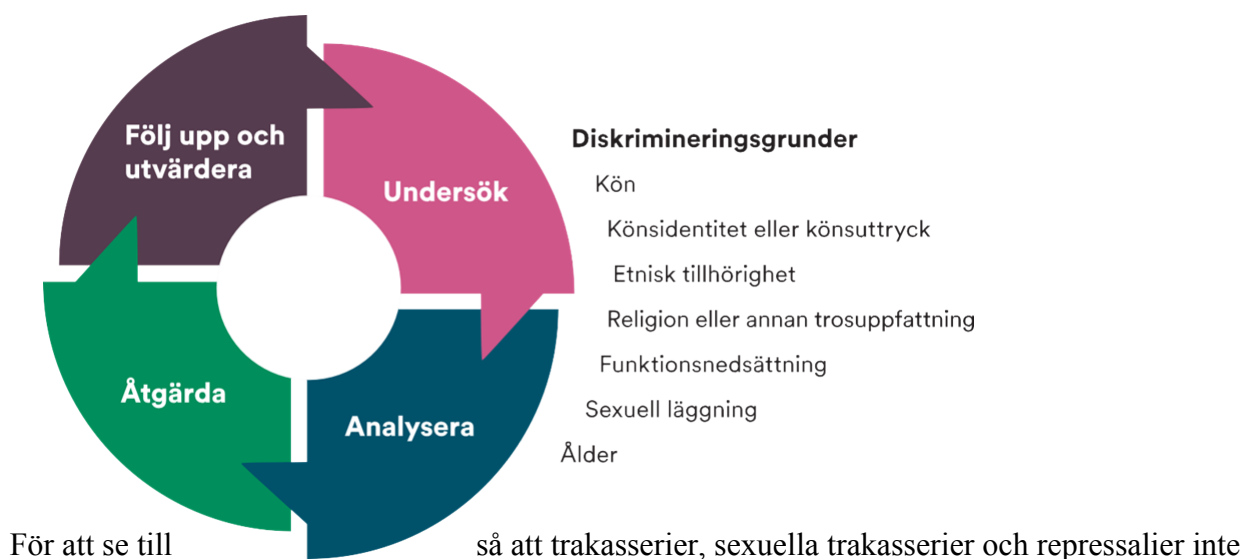 Följ upp och
utvärdera
Undersök
Analysera
Åtgärda
Diskrimineringsgrunder
Kön
Könsidentitet eller könsuttryck
Etnisk tillhörighet
Religion eller annan trosuppfattning
Funktionsnedsättning
Sexuell läggning
Ålder
För att se till så att trakasserier, sexuella trakasserier och repressalier inte